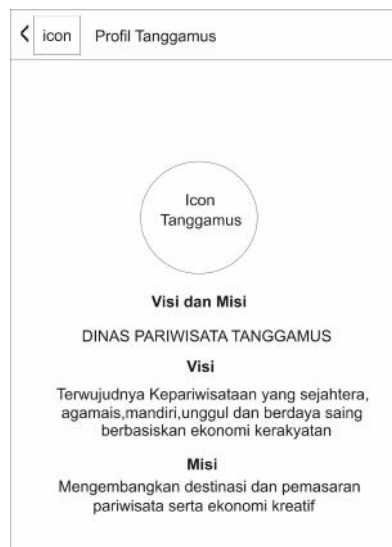 icon Profil Tanggamus
Icon
Tanggamus
Visi dan Misi
DINAS PARIWISATA TANGGAMUS
Visi
Terwujudnya Kepariwisataan yang sejahtera,
agamais,mandiri,unggul dan berdaya saing
berbasiskan ekonomi kerakyatan
Misi
Mengembangkan destinasi dan pemasaran
pariwisata serta ekonomi kreatif